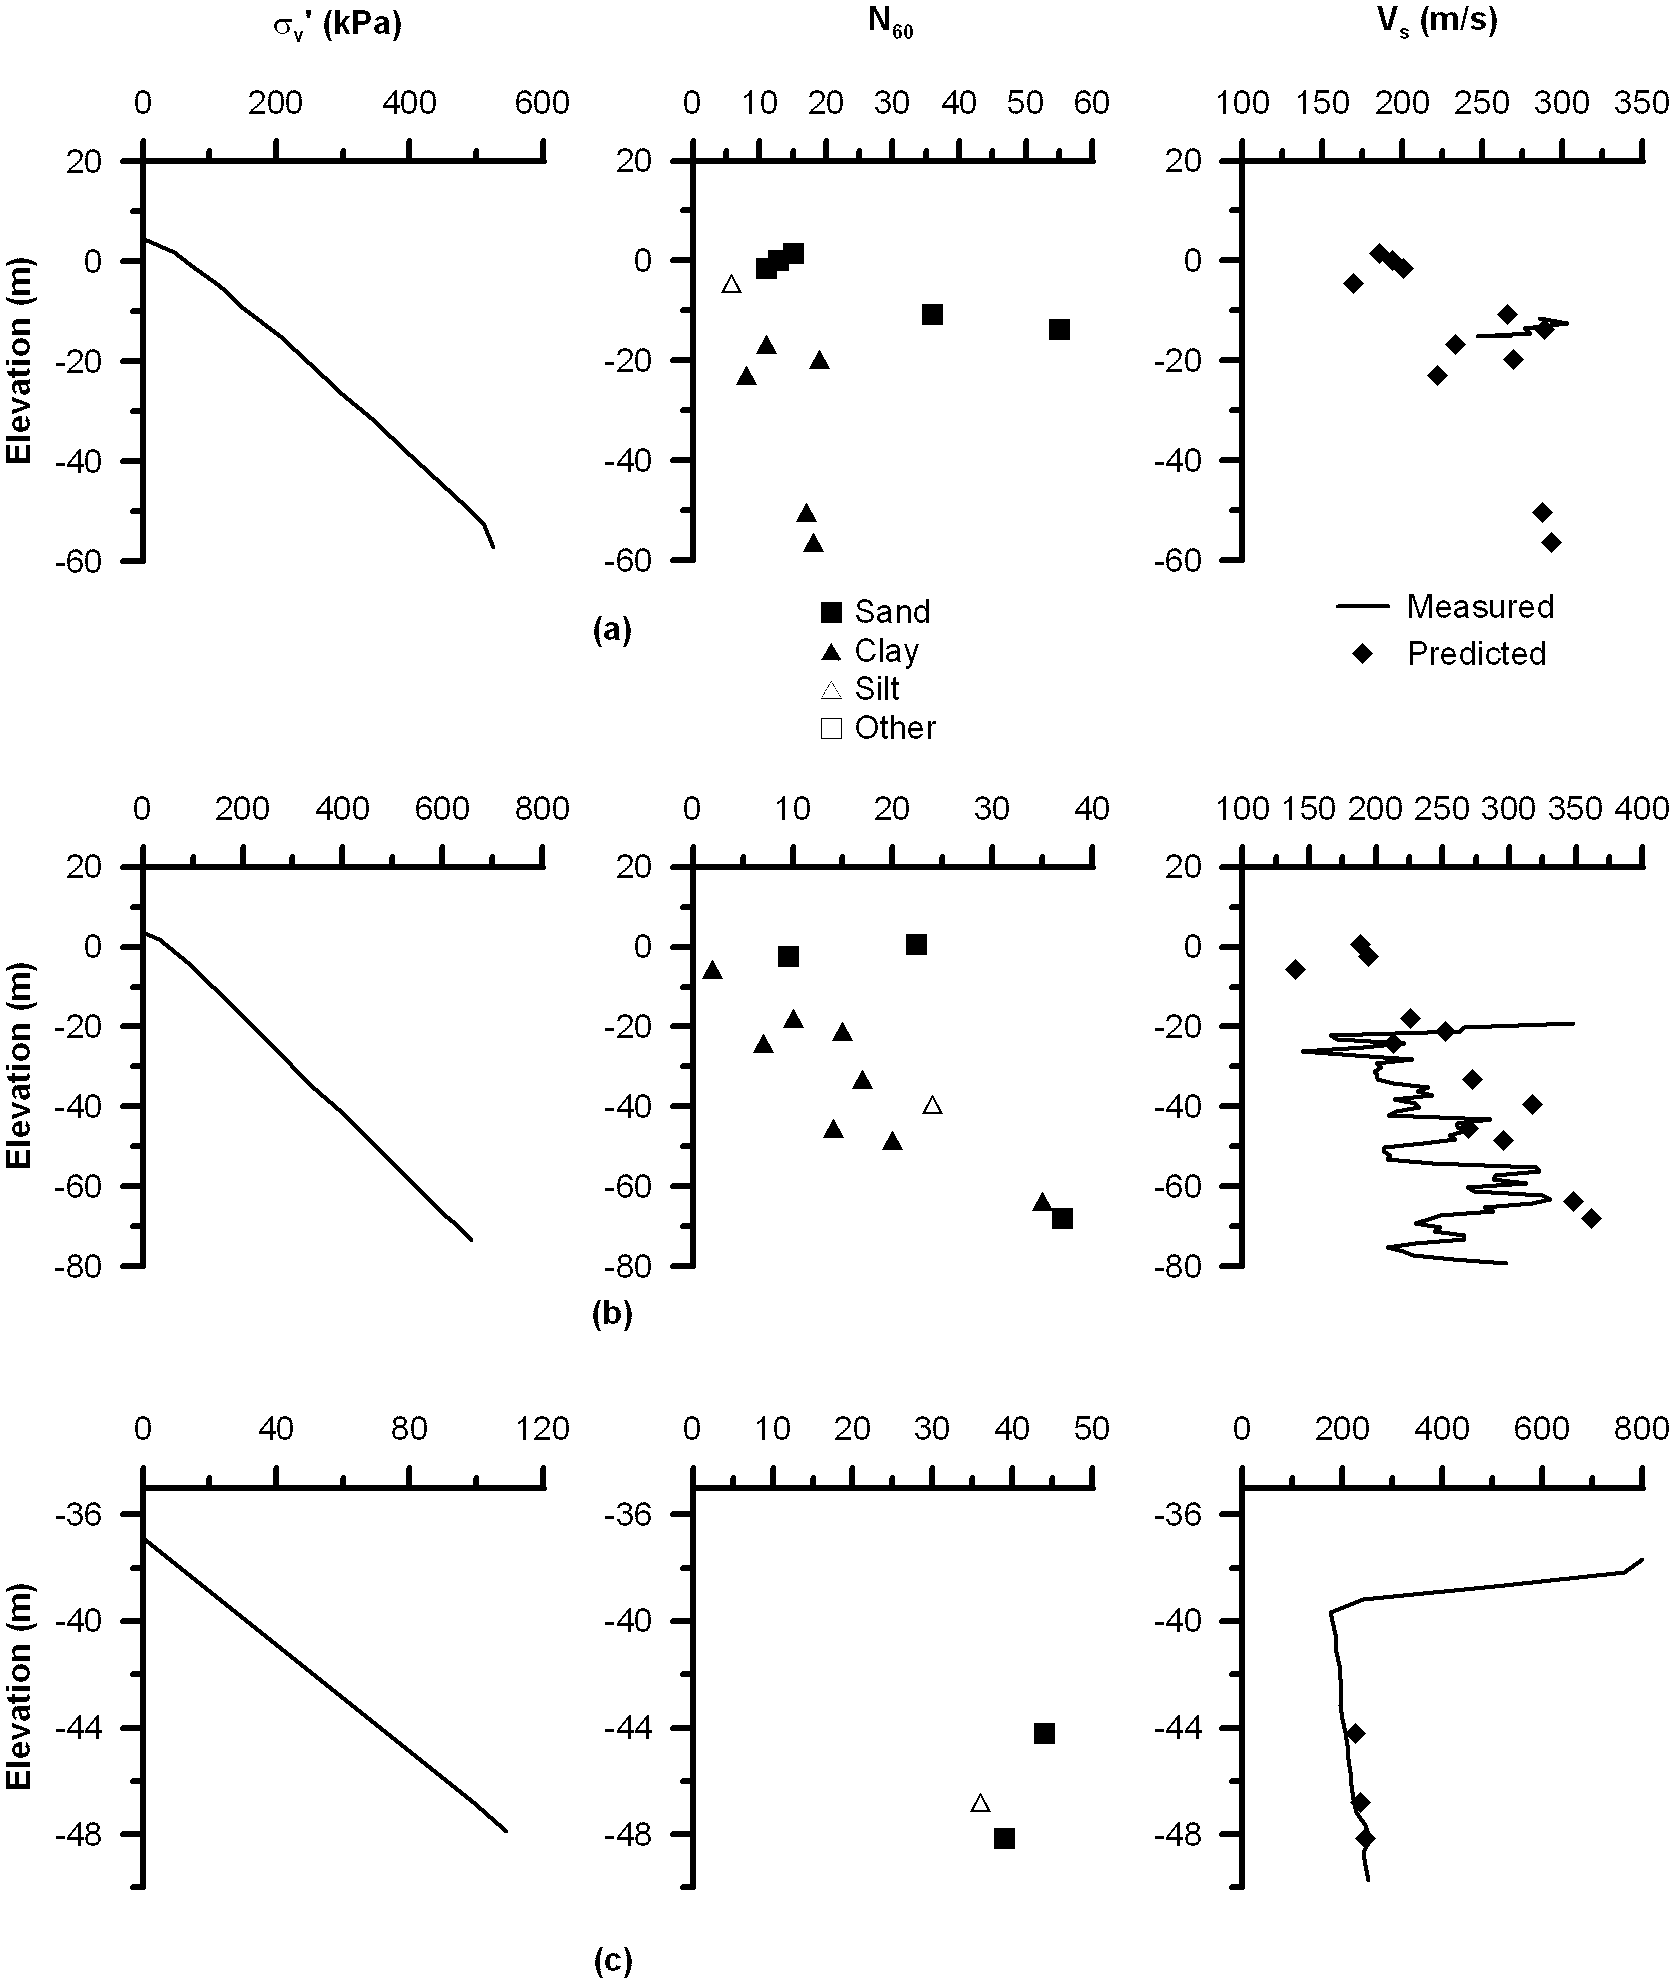 σv' (kPa) N60 Vs (m/s)
0 200 400 600 0 10 20 30 40 50 60 100 150 200 250 300 350
20 20 20
0 0 0
-20 -20 -20
-40 -40 -40
-60 -60 -60
Elevation (m)
(a)
Sand
Clay
Silt
Other
Measured
Predicted
0 200 400 600 800 0 10 20 30 40 100 150 200 250 300 350 400
20 20 20
0 0 0
-20 -20 -20
-40 -40 -40
-60 -60 -60
-80 -80 -80
Elevation (m)
(b)
0 40 80 120 0 10 20 30 40 50 0 200 400 600 800
-36 -36 -36
-40 -40 -40
-44 -44 -44
-48 -48 -48
Elevation (m)
(c)